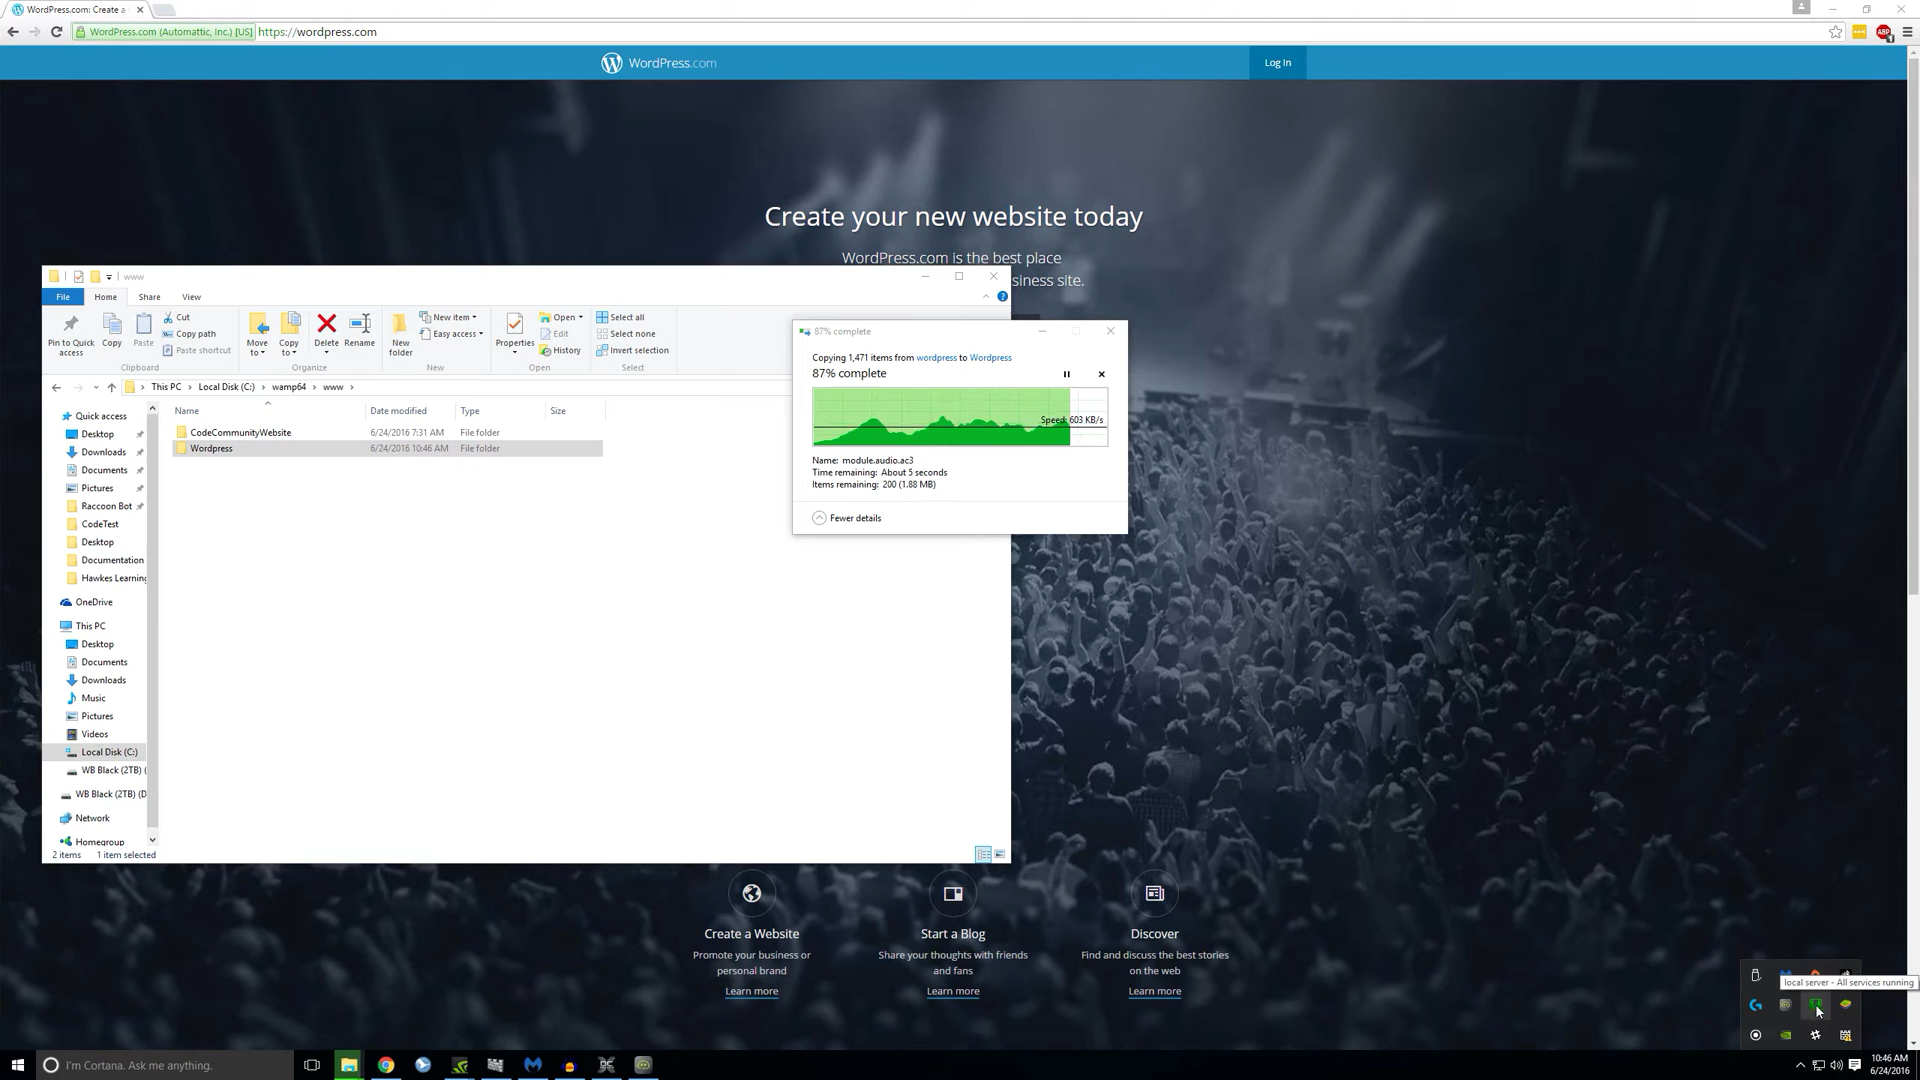 WordPress.com: Create a
WordPress.com (Automattic, Inc.) [US] https://wordpress.com
ABP
WordPress.com
Log In
Create your new website today
WordPress.com is the best place
siness site.
www
File Home Share View
Pin to Quick access
Copy
Paste
Cut
Copy path
Paste shortcut
Clipboard
Move to
Copy to
Delete
Rename
Organize
New folder
New item
Easy access
New
Properties
Open
Edit
History
Open
Select all
Select none
Invert selection
Select
This PC > Local Disk (C:) > wamp64 > www >
Name Date modified Type Size
CodeCommunityWebsite 6/24/2016 7:31 AM File folder
Wordpress 6/24/2016 10:46 AM File folder
Quick access
Desktop
Downloads
Documents
Pictures
Raccoon Bot
CodeTest
Desktop
Documentation
Hawkes Learning
OneDrive
This PC
Desktop
Documents
Downloads
Music
Pictures
Videos
Local Disk (C:)
WB Black (2TB) (
WB Black (2TB) (D
Network
Homegroup
2 items 1 item selected
87% complete
Copying 1,471 items from wordpress to Wordpress
87% complete
Speed: 603 KB/s
Name: module.audio.ac3
Time remaining: About 5 seconds
Items remaining: 200 (1.88 MB)
Fewer details
Create a Website
Promote your business or
personal brand
Learn more
Start a Blog
Share your thoughts with friends
and fans
Learn more
Discover
Find and discuss the best stories
on the web
Learn more
local server - All services running
I'm Cortana. Ask me anything.
10:46 AM
6/24/2016